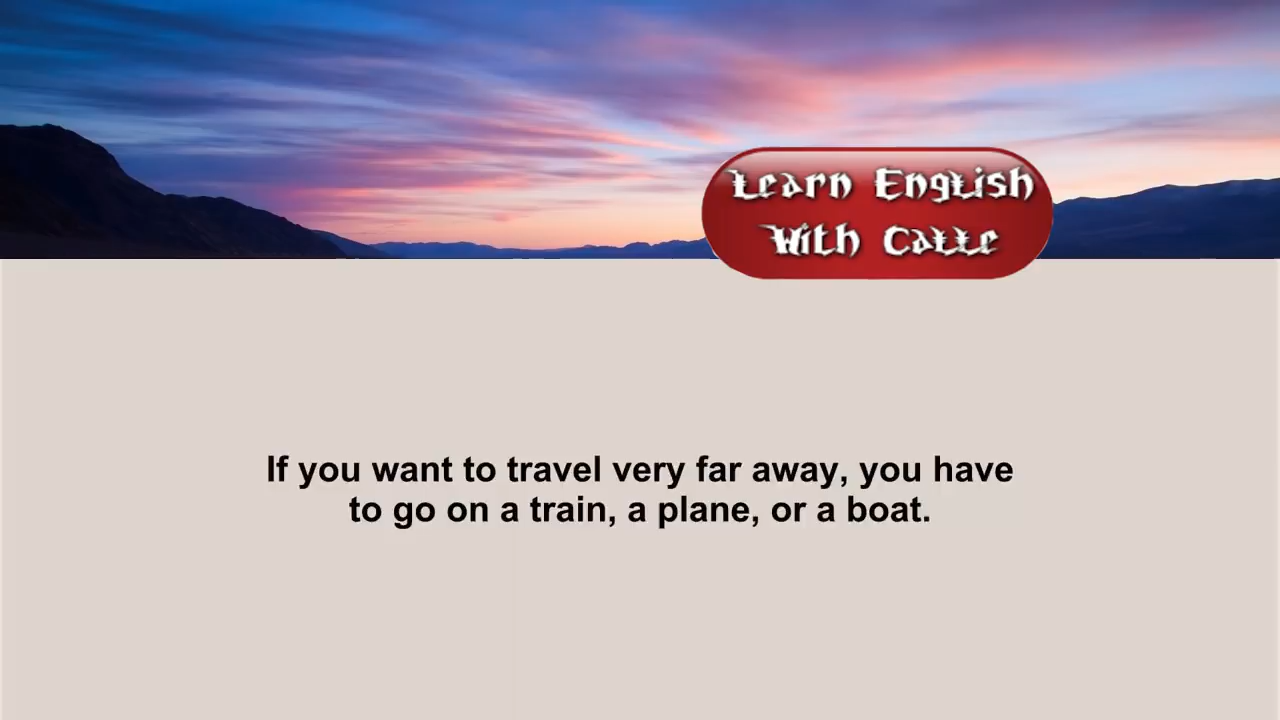 Learn English
With Calle
If you want to travel very far away, you have
to go on a train, a plane, or a boat.